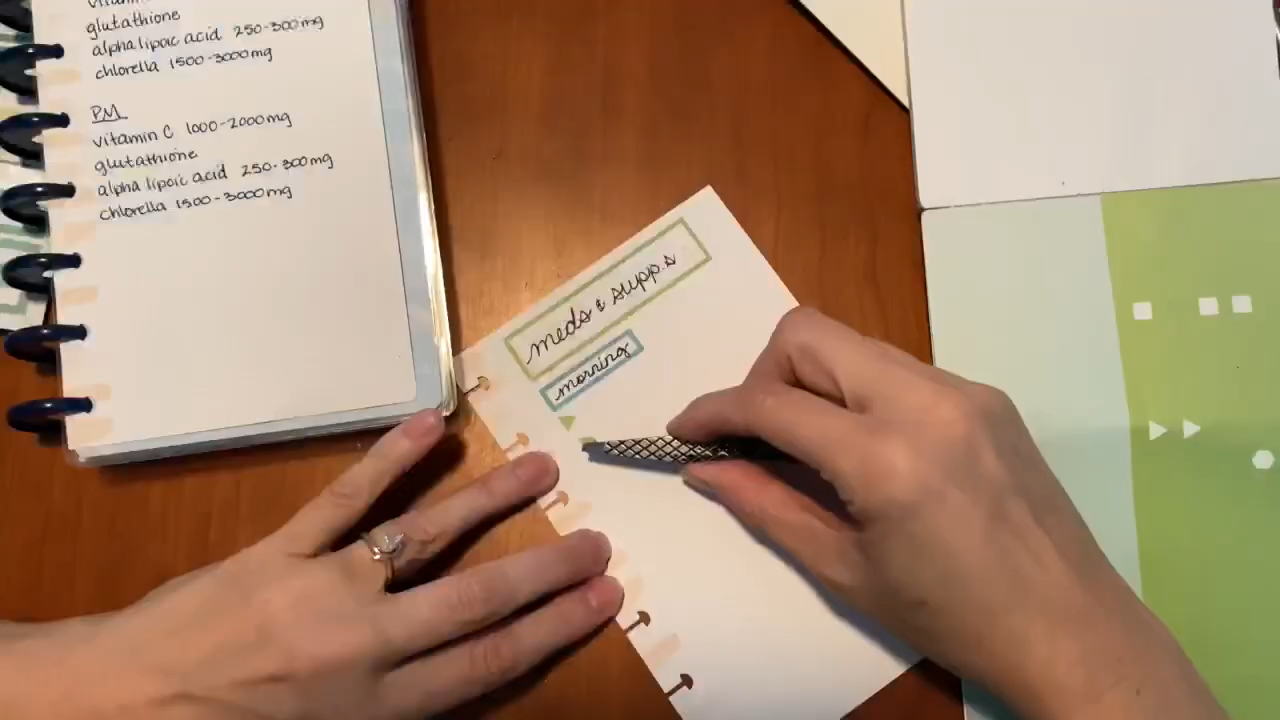 glutathione
alpha lipoic acid 250-300mg
chlorella 1500-3000mg
PM
vitamin C 1000-2000mg
glutathione
alpha lipoic acid 250-300mg
chlorella 1500-3000mg
meds & supp.s
morning